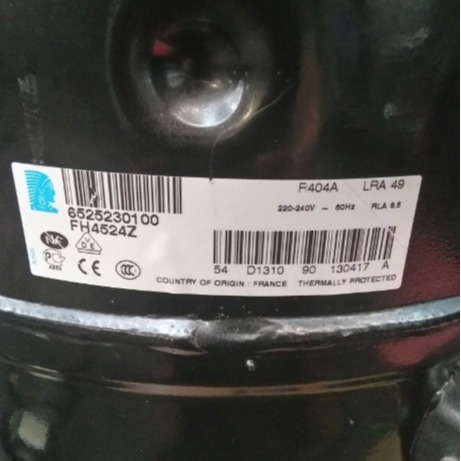 R404A LRA 49
6525230100
FH4524Z
220-240V ~ 50Hz RLA 9.5
54 D1310 90 130417 A
COUNTRY OF ORIGIN : FRANCE THERMALLY PROTECTED